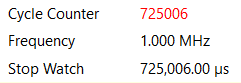 Cycle Counter 725006
Frequency 1.000 MHz
Stop Watch 725,006.00 µs